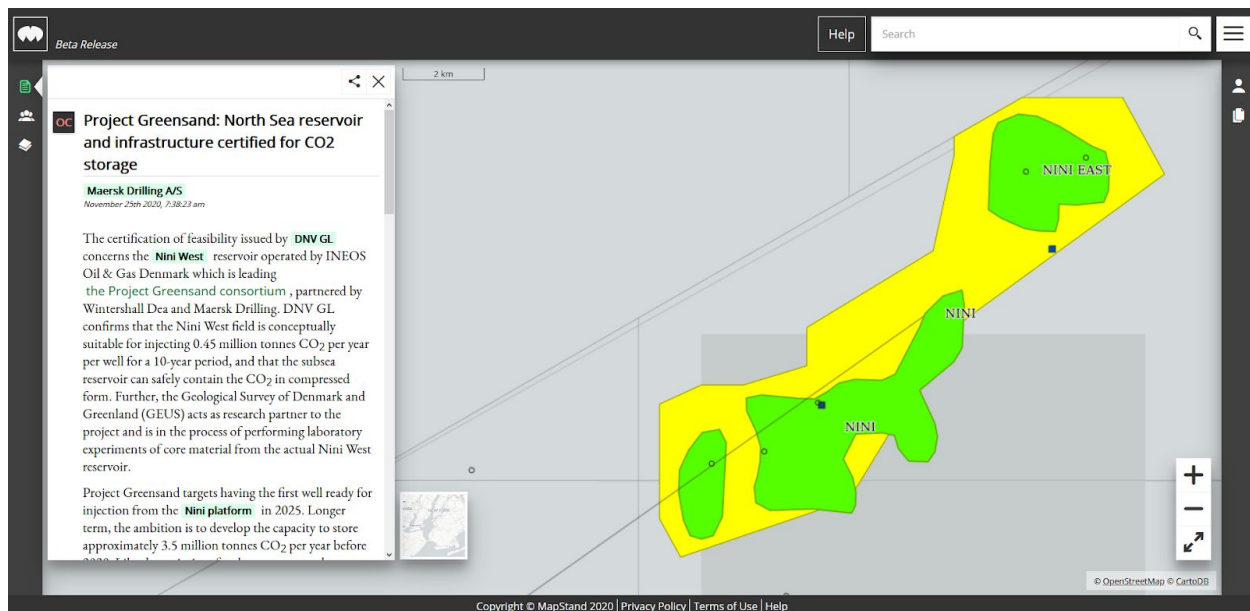 Beta Release
Help
Search
2 km
OC
Project Greensand: North Sea reservoir
and infrastructure certified for CO2
storage
Maersk Drilling A/S
November 25th 2020, 7:38:23 am
The certification of feasibility issued by DNV GL
concerns the Nini West reservoir operated by INEOS
Oil & Gas Denmark which is leading
the Project Greensand consortium , partnered by
Wintershall Dea and Maersk Drilling. DNV GL
confirms that the Nini West field is conceptually
suitable for injecting 0.45 million tonnes CO2 per year
per well for a 10-year period, and that the subsea
reservoir can safely contain the CO2 in compressed
form. Further, the Geological Survey of Denmark and
Greenland (GEUS) acts as research partner to the
project and is in the process of performing laboratory
experiments of core material from the actual Nini West
reservoir.
Project Greensand targets having the first well ready for
injection from the Nini platform in 2025. Longer
term, the ambition is to develop the capacity to store
approximately 3.5 million tonnes CO2 per year before
NINI EAST
NINI
NINI
© OpenStreetMap © CartoDB
Copyright © MapStand 2020 | Privacy Policy | Terms of Use | Help